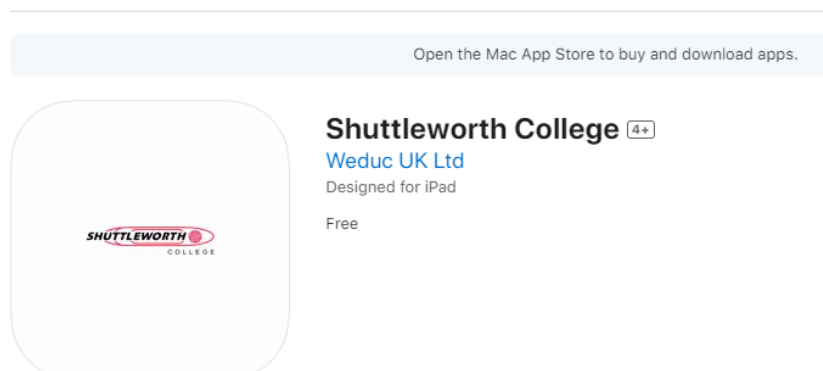 Open the Mac App Store to buy and download apps.
SHUTTLEWORTH
COLLEGE
Shuttleworth College 4+
Weduc UK Ltd
Designed for iPad
Free